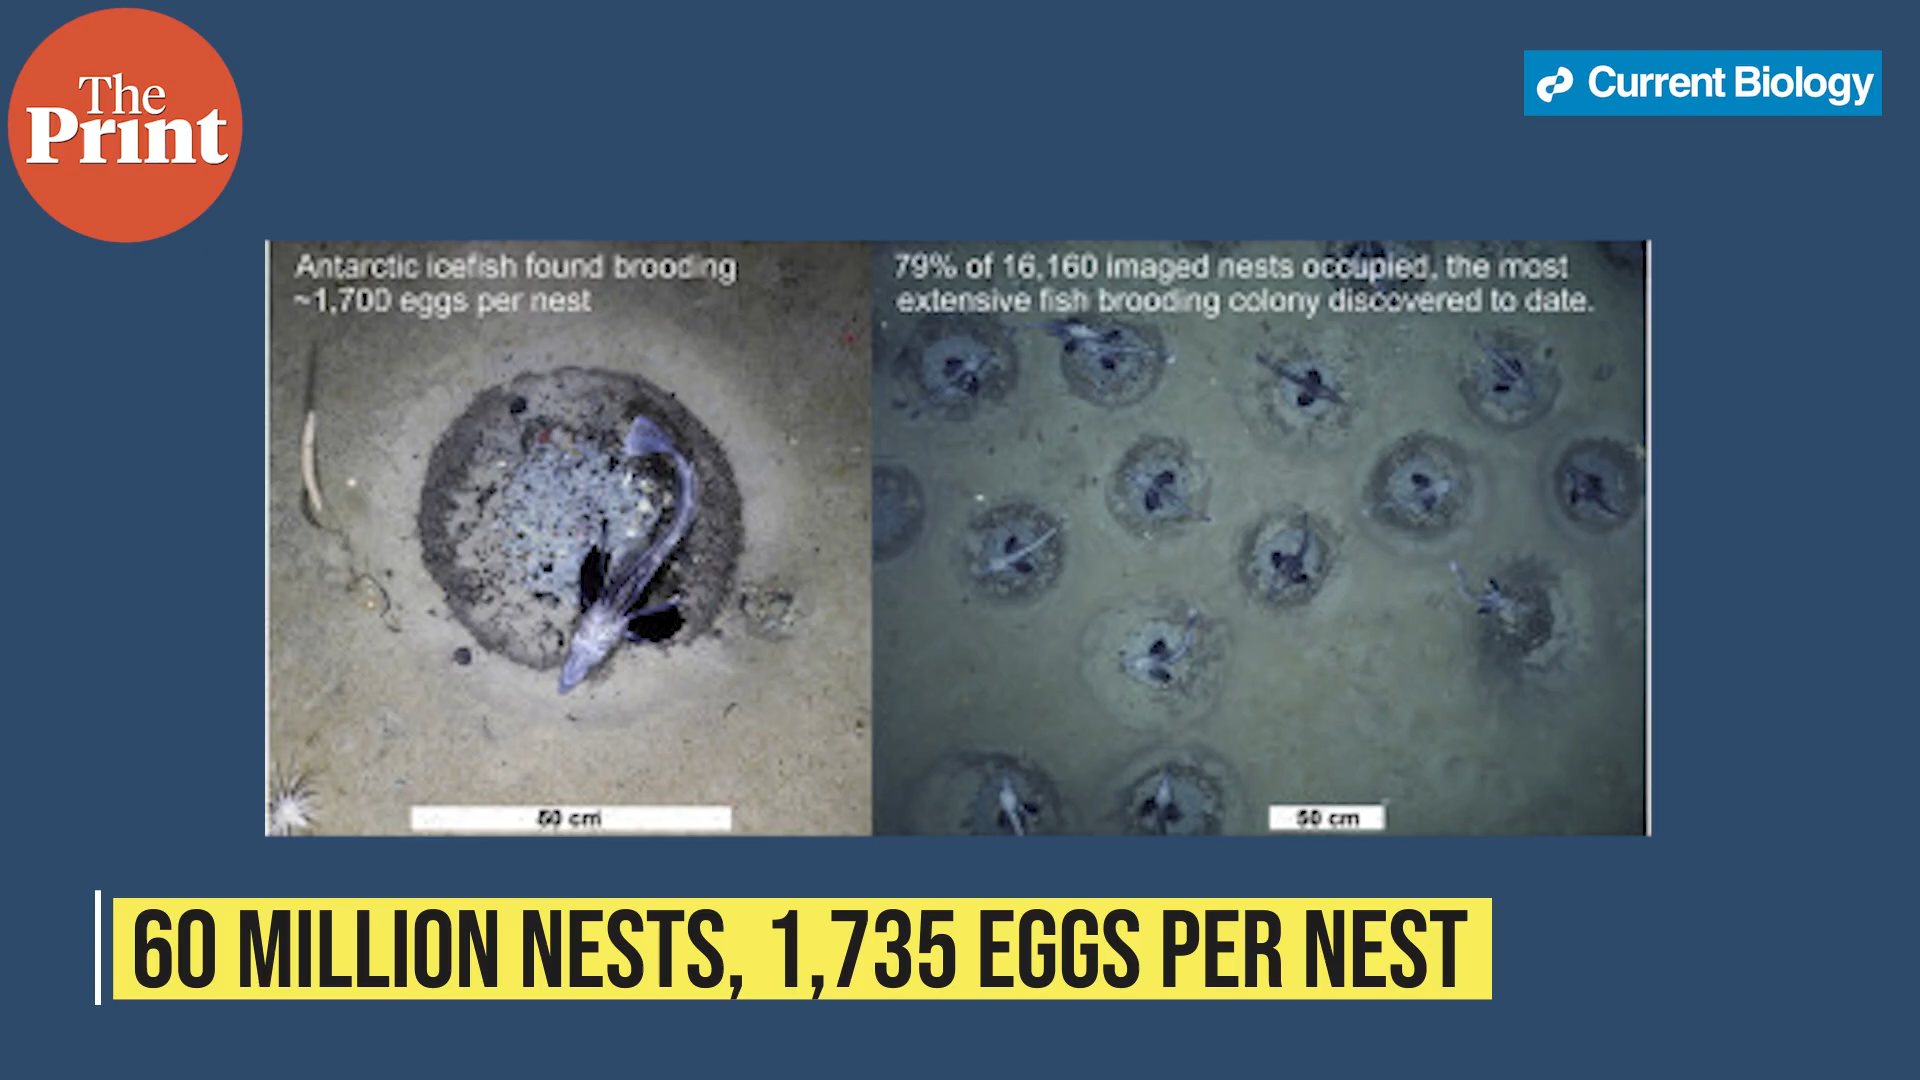 The
Print
Current Biology
Antarctic icefish found brooding
~1,700 eggs per nest
79% of 16,160 imaged nests occupied, the most
extensive fish brooding colony discovered to date.
50 cm
50 cm
60 MILLION NESTS, 1,735 EGGS PER NEST